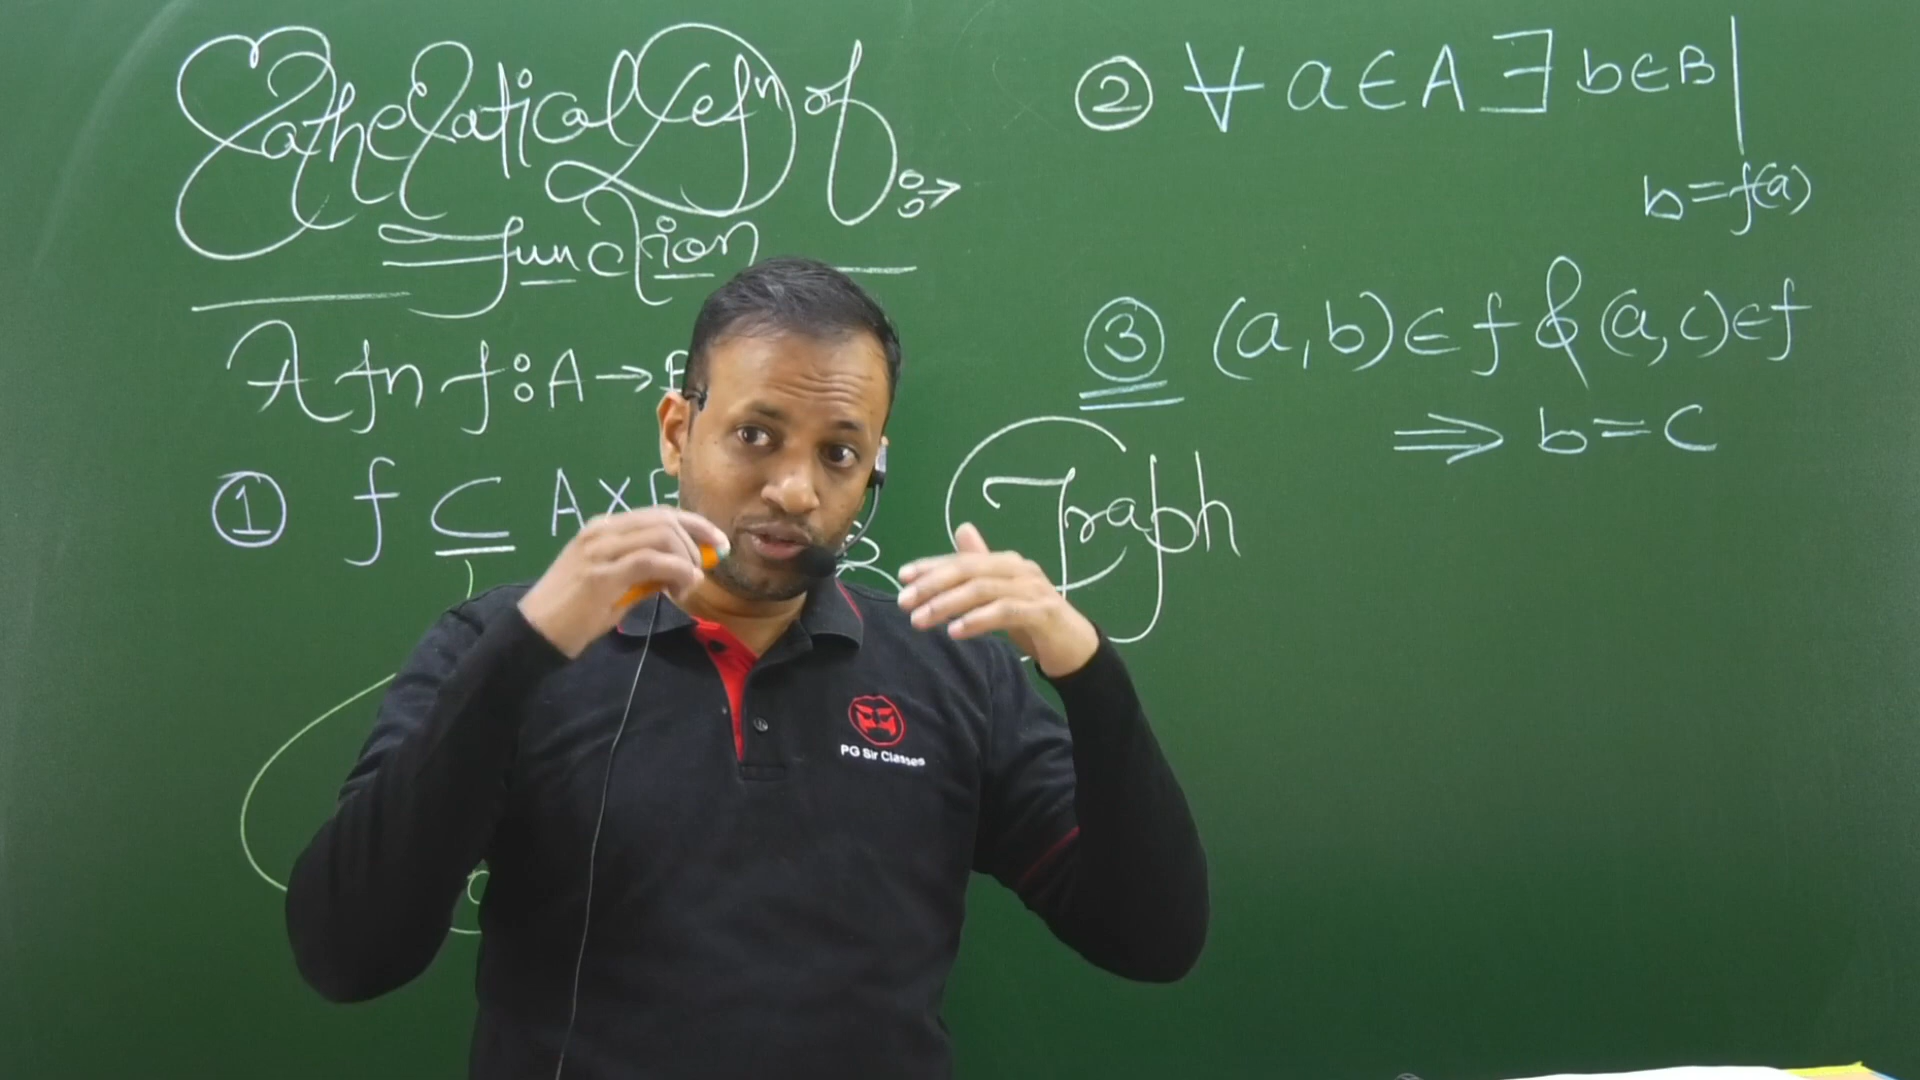 Mathematical Defn of :→
function
A fn f: A → B
① f ⊆ A×B
Graph
② ∀ a∈A ∃ b∈B |
b=f(a)
③ (a,b)∈f & (a,c)∈f
⇒ b=c
PG Sir Classes